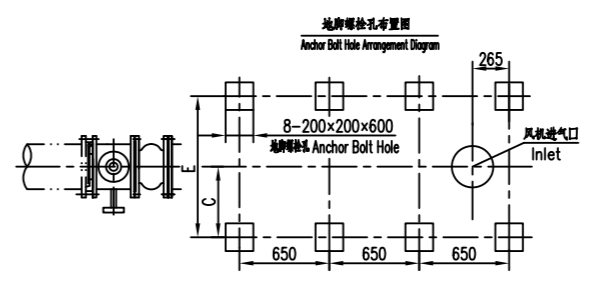 地脚螺栓孔布置图
Anchor Bolt Hole Arrangement Diagram
265
8-200×200×600
地脚螺栓孔 Anchor Bolt Hole
风机进气口
Inlet
E
C
650
650
650